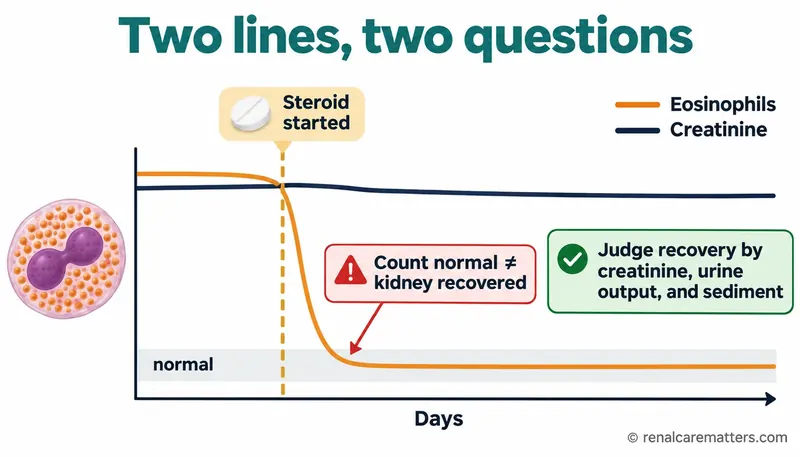 Two lines, two questions
Steroid
started
Eosinophils
Creatinine
Count normal ≠
kidney recovered
Judge recovery by
creatinine, urine
output, and sediment
normal
Days
© renalcarematters.com